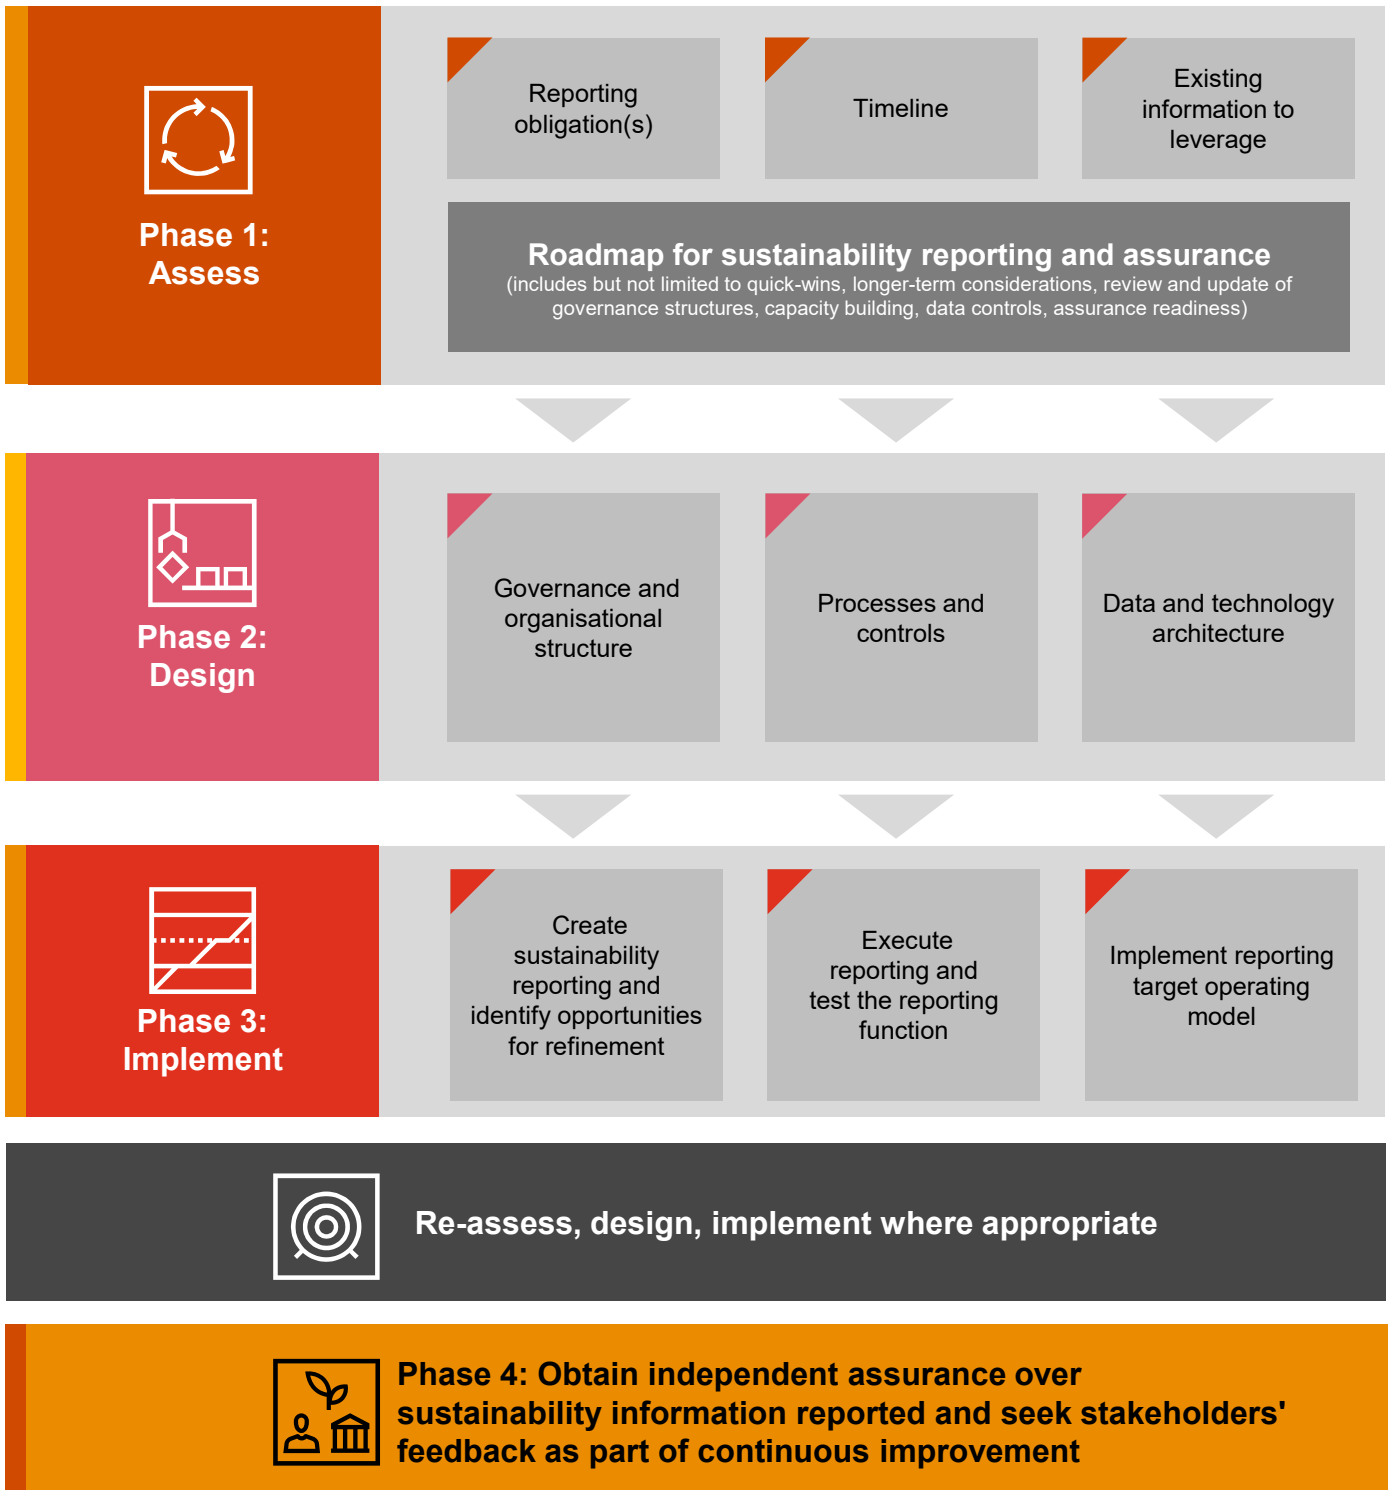 Phase 1:
Assess
Reporting
obligation(s)
Timeline
Existing
information to
leverage
Roadmap for sustainability reporting and assurance
(includes but not limited to quick-wins, longer-term considerations, review and update of
governance structures, capacity building, data controls, assurance readiness)
Phase 2:
Design
Governance and
organisational
structure
Processes and
controls
Data and technology
architecture
Phase 3:
Implement
Create
sustainability
reporting and
identify opportunities
for refinement
Execute
reporting and
test the reporting
function
Implement reporting
target operating
model
Re-assess, design, implement where appropriate
Phase 4: Obtain independent assurance over
sustainability information reported and seek stakeholders'
feedback as part of continuous improvement